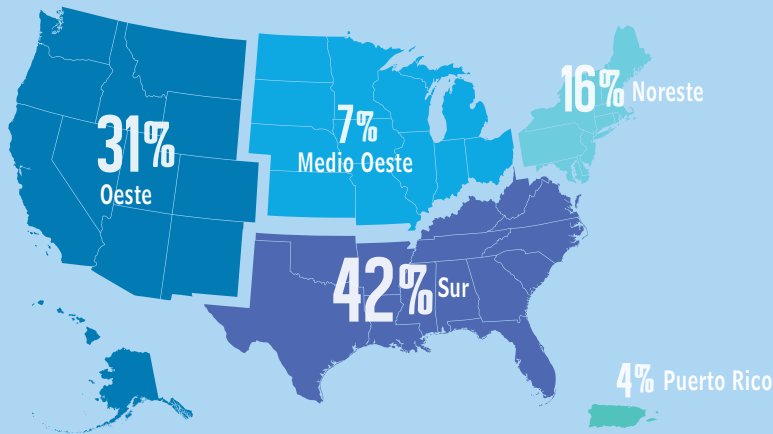 31%
Oeste
7%
Medio Oeste
16% Noreste
42% Sur
4% Puerto Rico